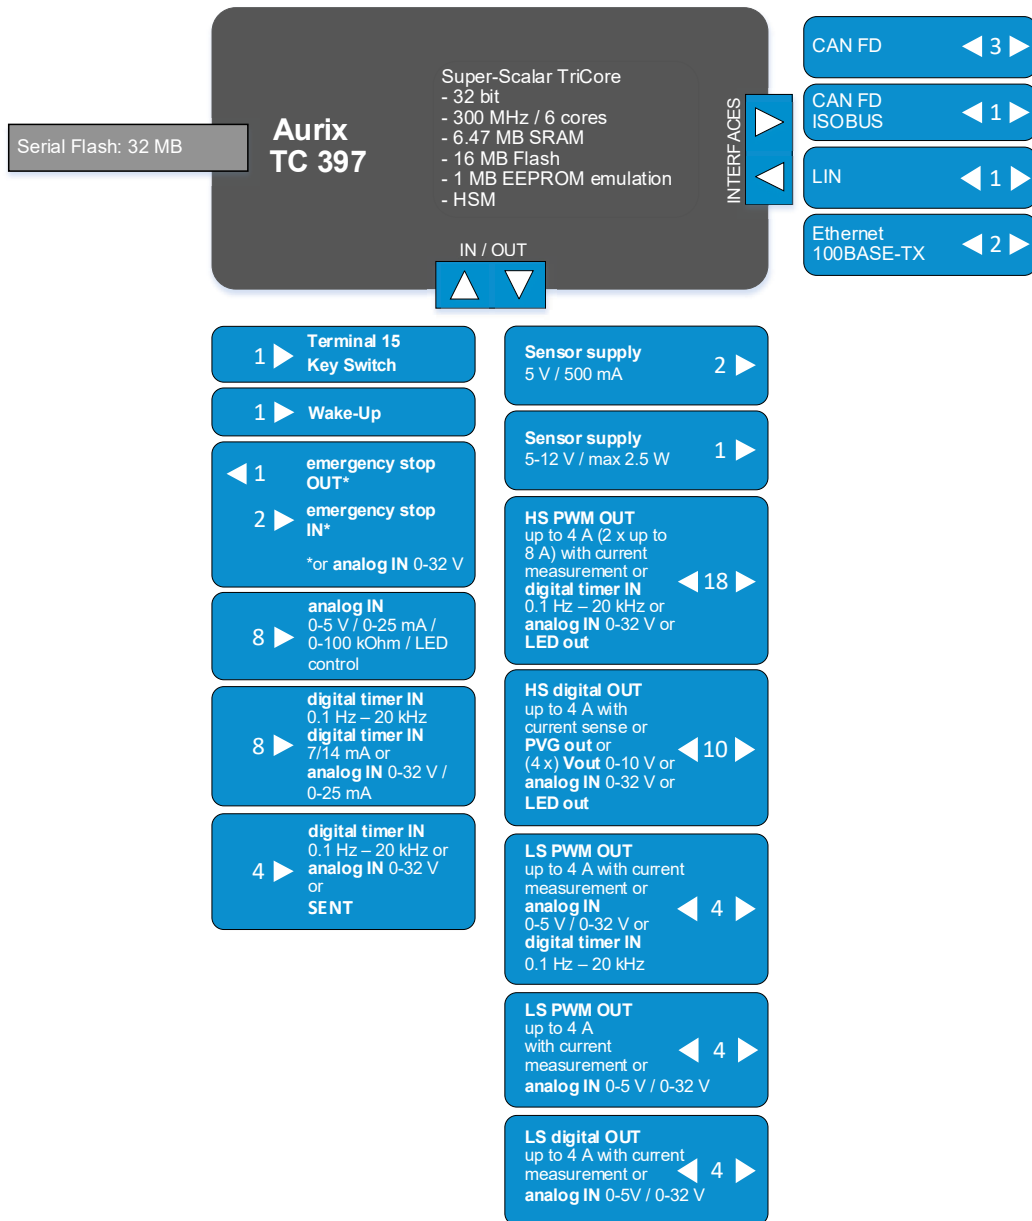 Serial Flash: 32 MB
Aurix
TC 397
Super-Scalar TriCore
- 32 bit
- 300 MHz / 6 cores
- 6.47 MB SRAM
- 16 MB Flash
- 1 MB EEPROM emulation
- HSM
INTERFACES
IN / OUT
CAN FD
3
CAN FD
ISOBUS
1
LIN
1
Ethernet
100BASE-TX
2
1
Terminal 15
Key Switch
1
Wake-Up
1
emergency stop
OUT*
2
emergency stop
IN*
*or analog IN 0-32 V
8
analog IN
0-5 V / 0-25 mA /
0-100 kOhm / LED
control
8
digital timer IN
0.1 Hz – 20 kHz
digital timer IN
7/14 mA or
analog IN 0-32 V /
0-25 mA
4
digital timer IN
0.1 Hz – 20 kHz or
analog IN 0-32 V
or
SENT
Sensor supply
5 V / 500 mA
2
Sensor supply
5-12 V / max 2.5 W
1
HS PWM OUT
up to 4 A (2 x up to
8 A) with current
measurement or
digital timer IN
0.1 Hz – 20 kHz or
analog IN 0-32 V or
LED out
18
HS digital OUT
up to 4 A with
current sense or
PVG out or
(4 x) Vout 0-10 V or
analog IN 0-32 V or
LED out
10
LS PWM OUT
up to 4 A with current
measurement or
analog IN
0-5 V / 0-32 V or
digital timer IN
0.1 Hz – 20 kHz
4
LS PWM OUT
up to 4 A
with current
measurement or
analog IN 0-5 V / 0-32 V
4
LS digital OUT
up to 4 A with current
measurement or
analog IN 0-5V / 0-32 V
4